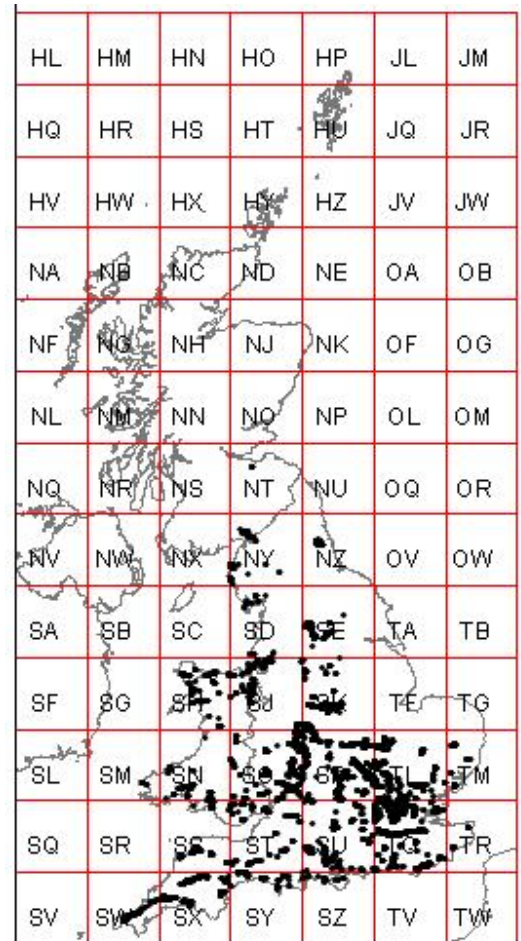 HL HM HN HO HP JL JM
HQ HR HS HT HU JQ JR
HV HW HX HY HZ JV JW
NA NB NC ND NE OA OB
NF NG NH NJ NK OF OG
NL NM NN NO NP OL OM
NQ NR NS NT NU OQ OR
NV NW NX NY NZ OV OW
SA SB SC SD SE TA TB
SF SG SH SJ SK TF TG
SL SM SN SO SP TL TM
SQ SR SS ST SU TQ TR
SV SW SX SY SZ TV TW